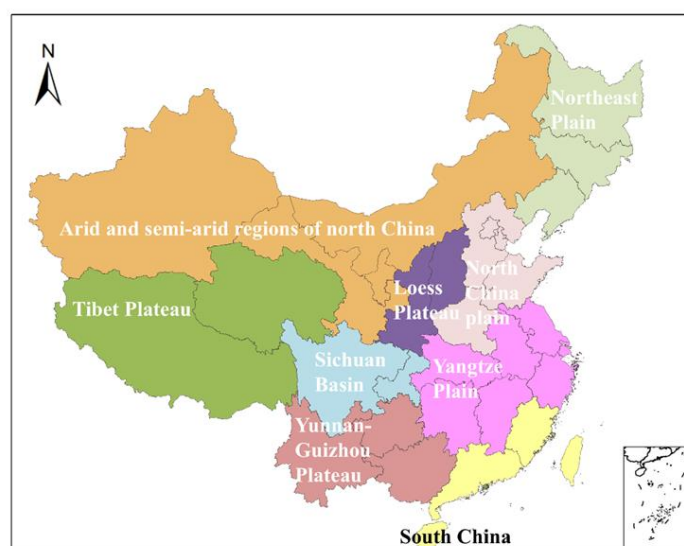 N
Northeast
Plain
Arid and semi-arid regions of north China
North
China
plain
Loess
Plateau
Tibet Plateau
Sichuan
Basin
Yangtze
Plain
Yunnan-
Guizhou
Plateau
South China